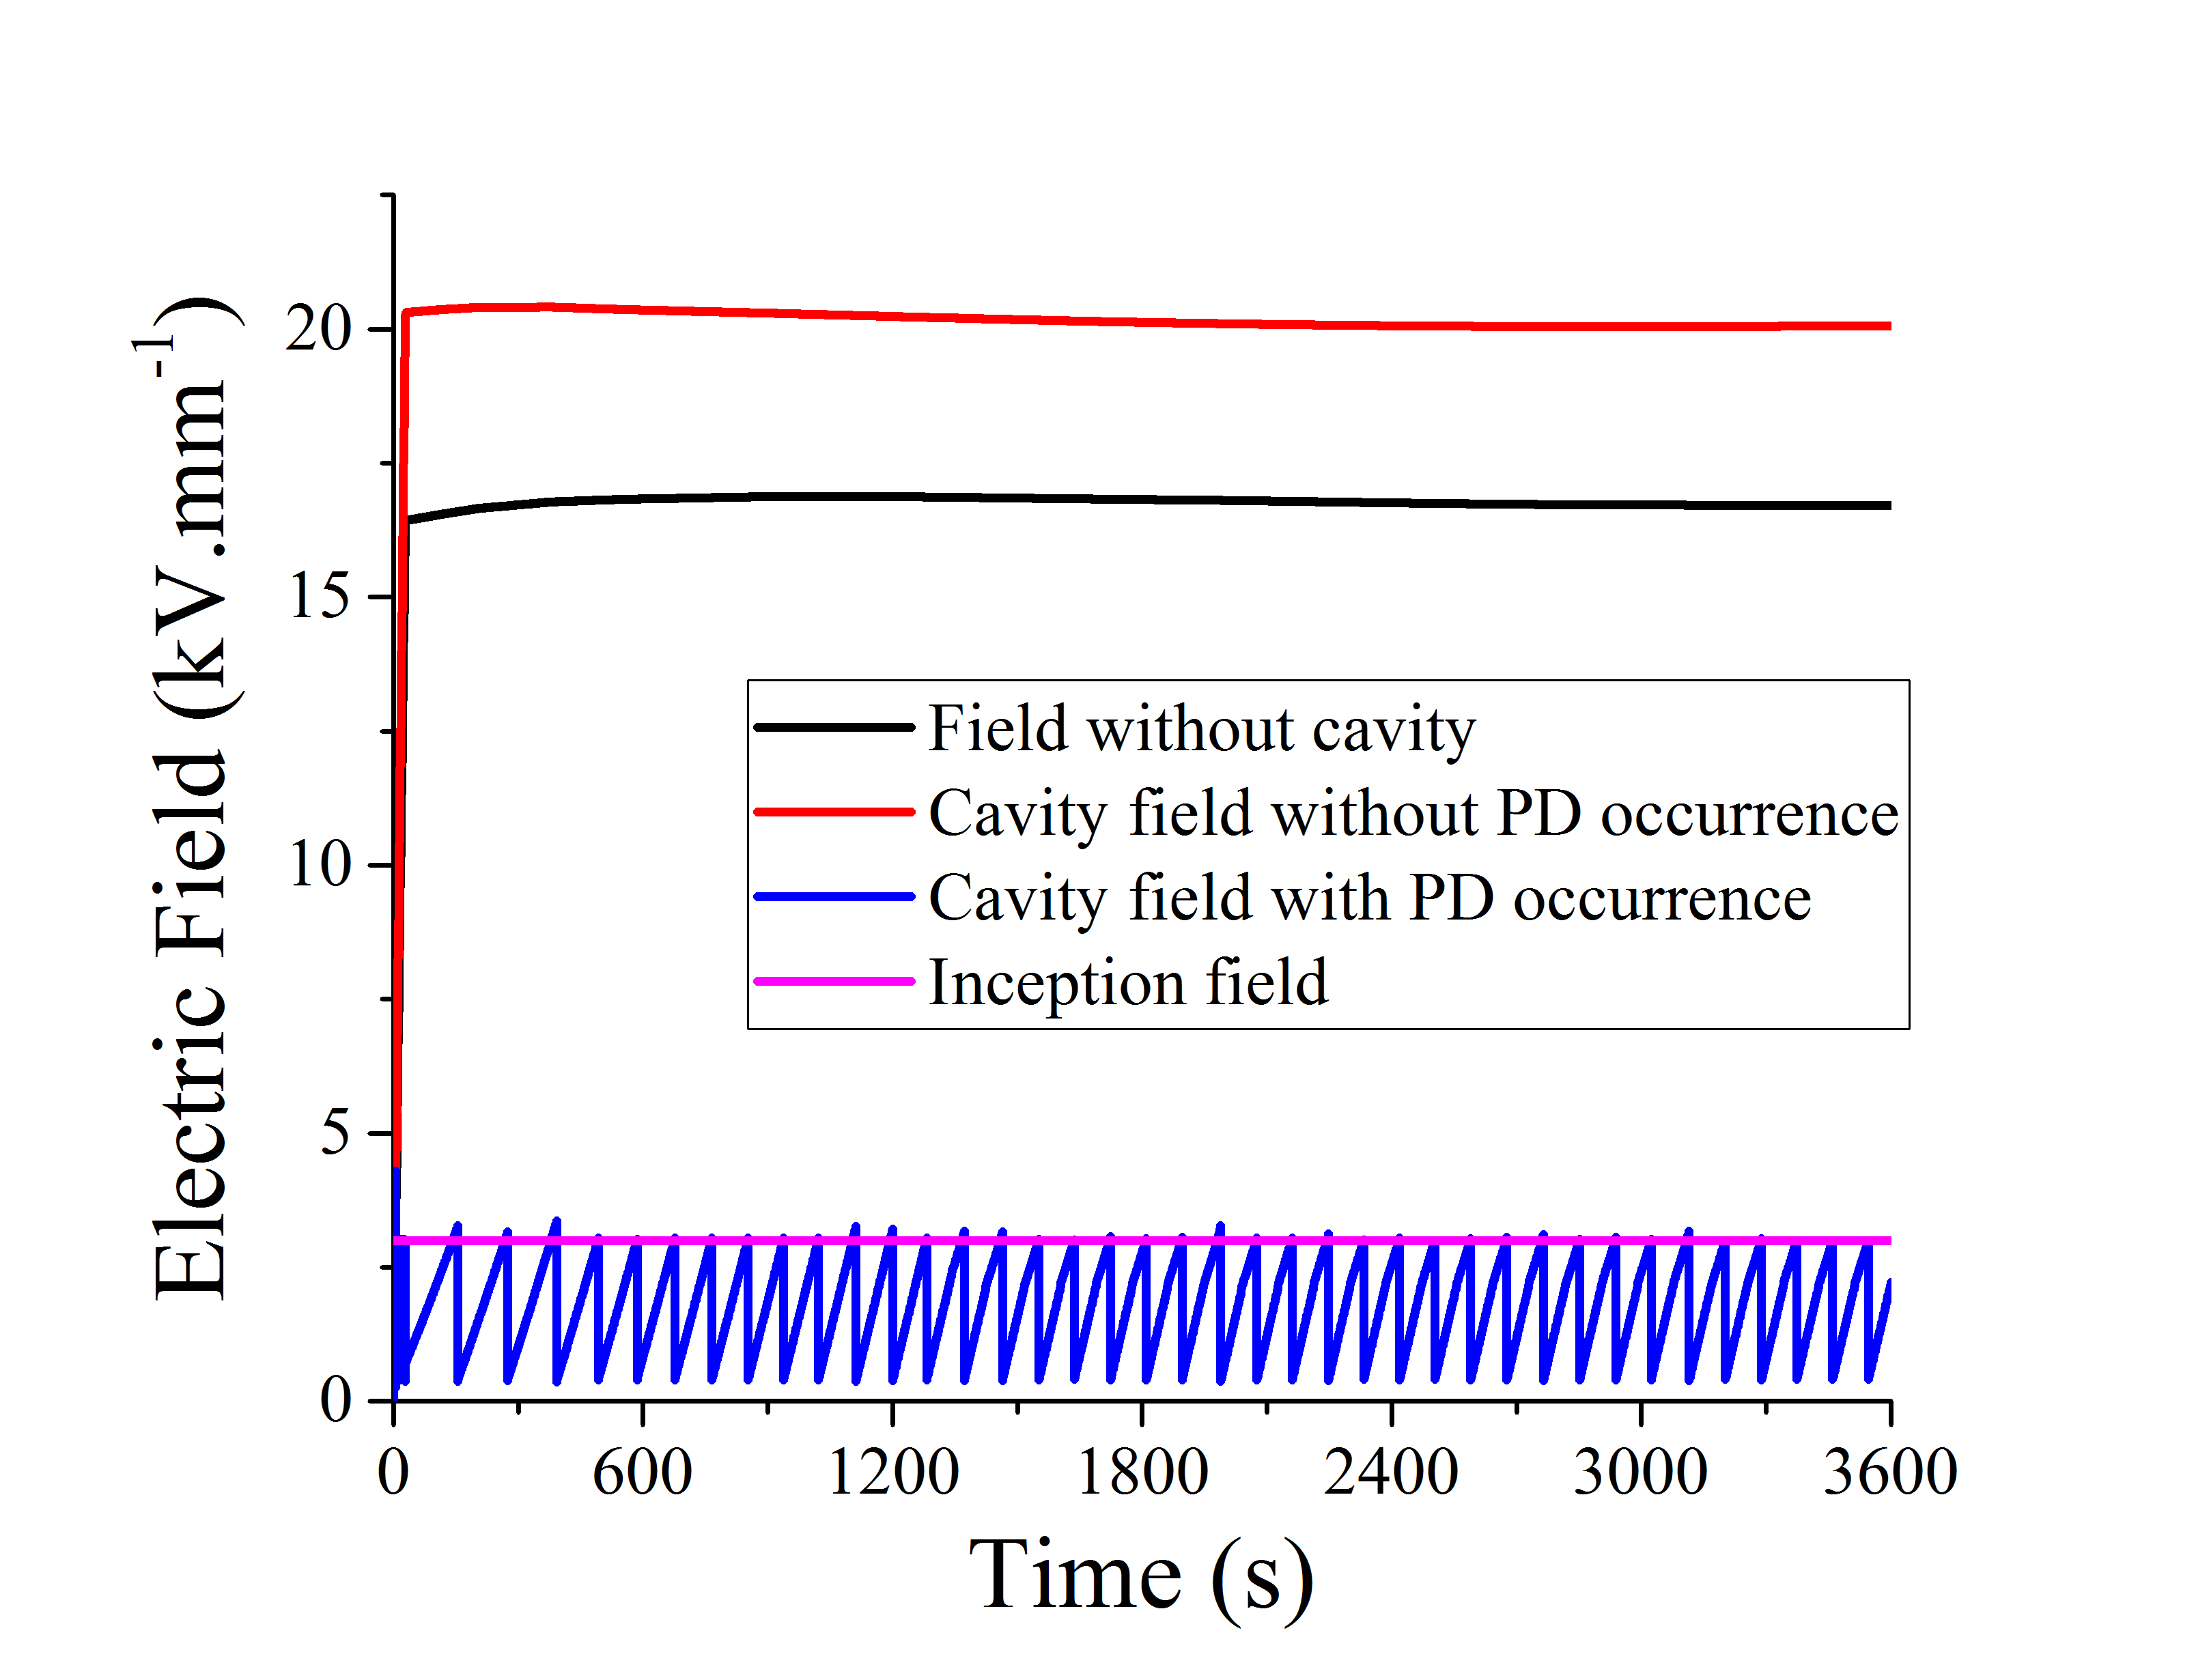 Electric Field (kV.mm⁻¹)
20
15
10
5
0
Field without cavity
Cavity field without PD occurrence
Cavity field with PD occurrence
Inception field
0 600 1200 1800 2400 3000 3600
Time (s)